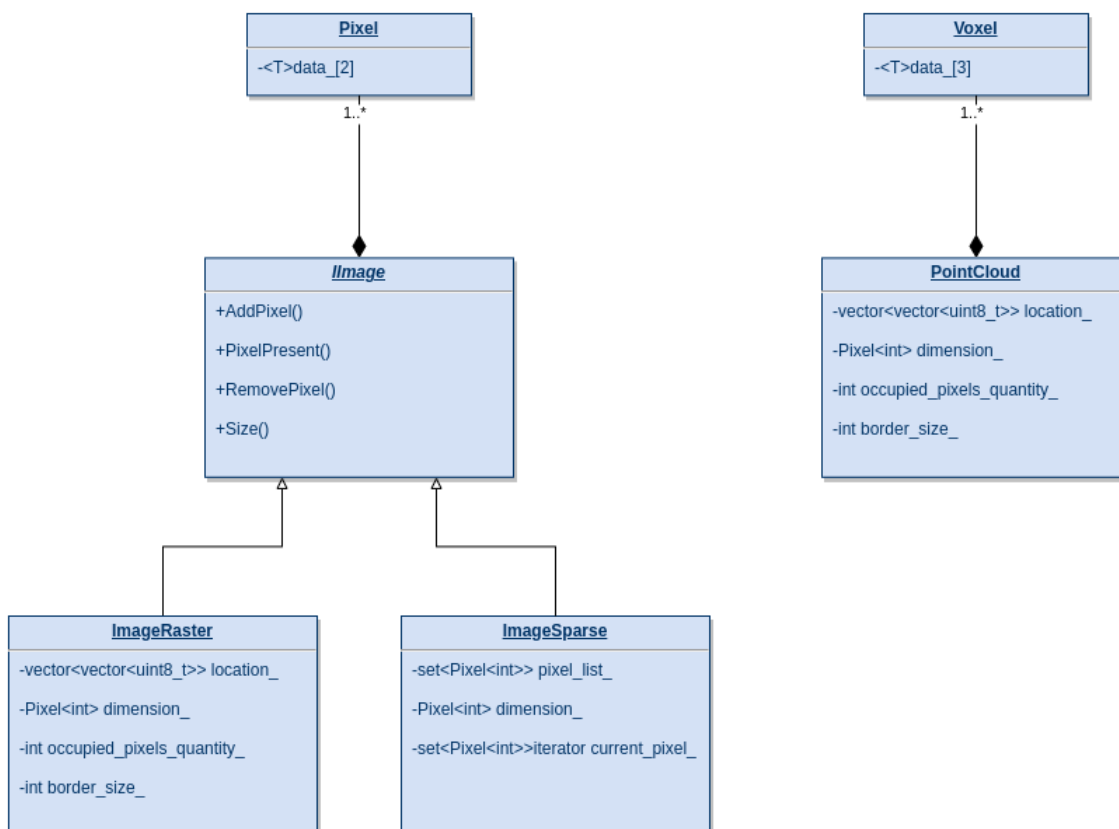 Pixel
-<T>data_[2]
1..*
Voxel
-<T>data_[3]
1..*
IImage
+AddPixel()
+PixelPresent()
+RemovePixel()
+Size()
PointCloud
-vector<vector<uint8_t>> location_
-Pixel<int> dimension_
-int occupied_pixels_quantity_
-int border_size_
ImageRaster
-vector<vector<uint8_t>> location_
-Pixel<int> dimension_
-int occupied_pixels_quantity_
-int border_size_
ImageSparse
-set<Pixel<int>> pixel_list_
-Pixel<int> dimension_
-set<Pixel<int>>iterator current_pixel_